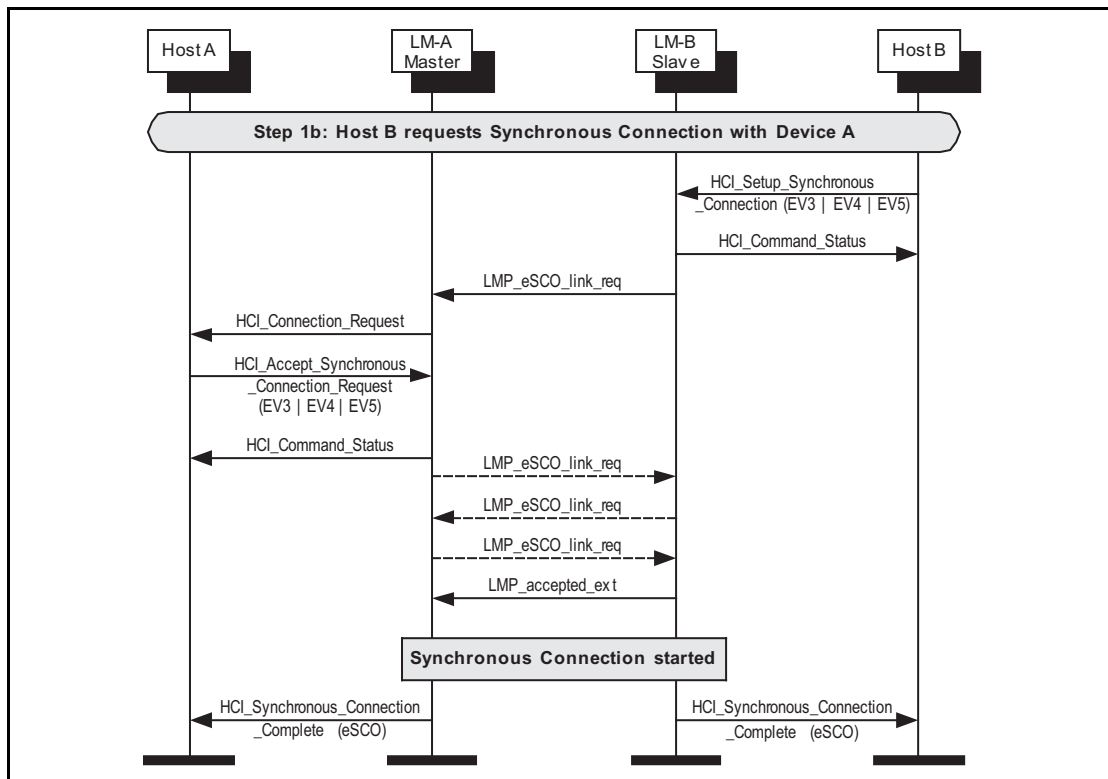 Host A
LM-A
Master
LM-B
Slave
Host B
Step 1b: Host B requests Synchronous Connection with Device A
HCI_Setup_Synchronous
_Connection (EV3 | EV4 | EV5)
HCI_Command_Status
LMP_eSCO_link_req
HCI_Connection_Request
HCI_Accept_Synchronous
_Connection_Request
(EV3 | EV4 | EV5)
HCI_Command_Status
LMP_eSCO_link_req
LMP_eSCO_link_req
LMP_eSCO_link_req
LMP_accepted_ext
Synchronous Connection started
HCI_Synchronous_Connection
_Complete (eSCO)
HCI_Synchronous_Connection
_Complete (eSCO)